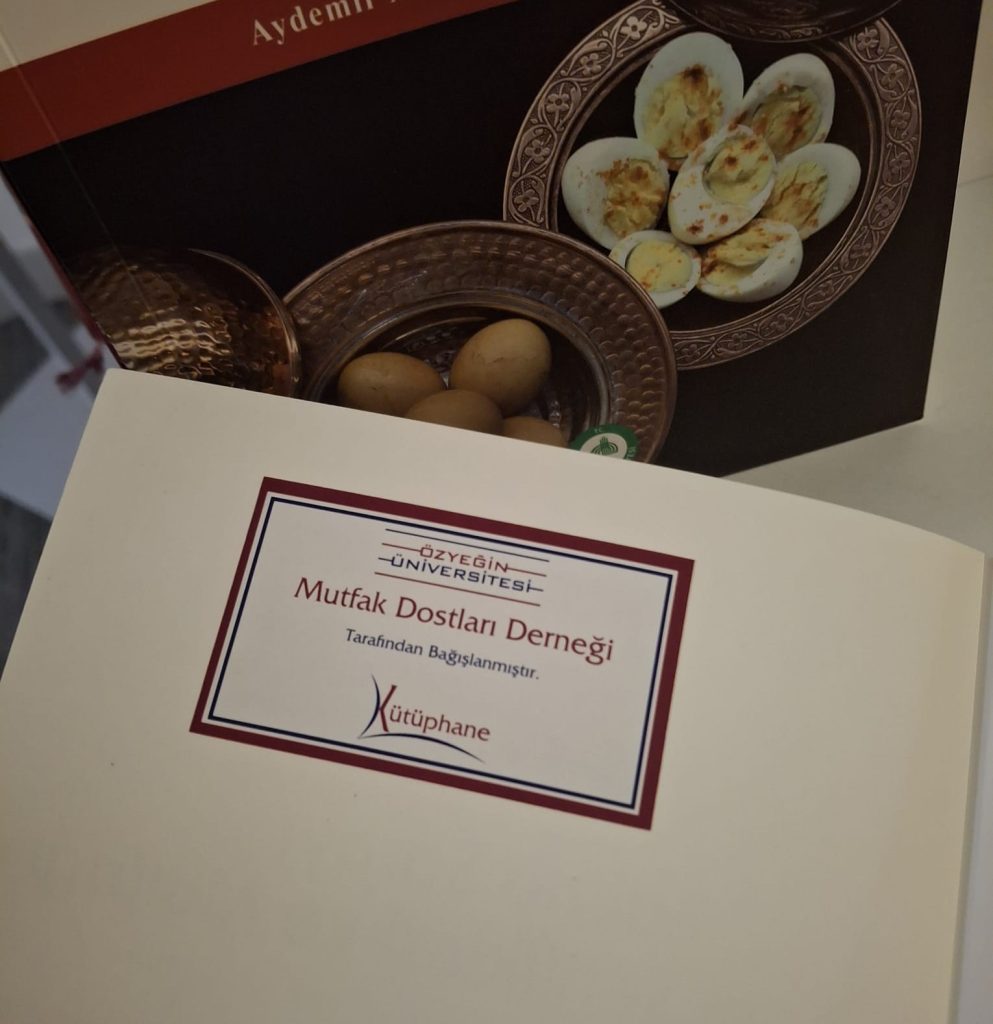 Aydemir
ÖZYEĞİN
ÜNİVERSİTESİ
Mutfak Dostları Derneği
Tarafından Bağışlanmıştır.
Kütüphane